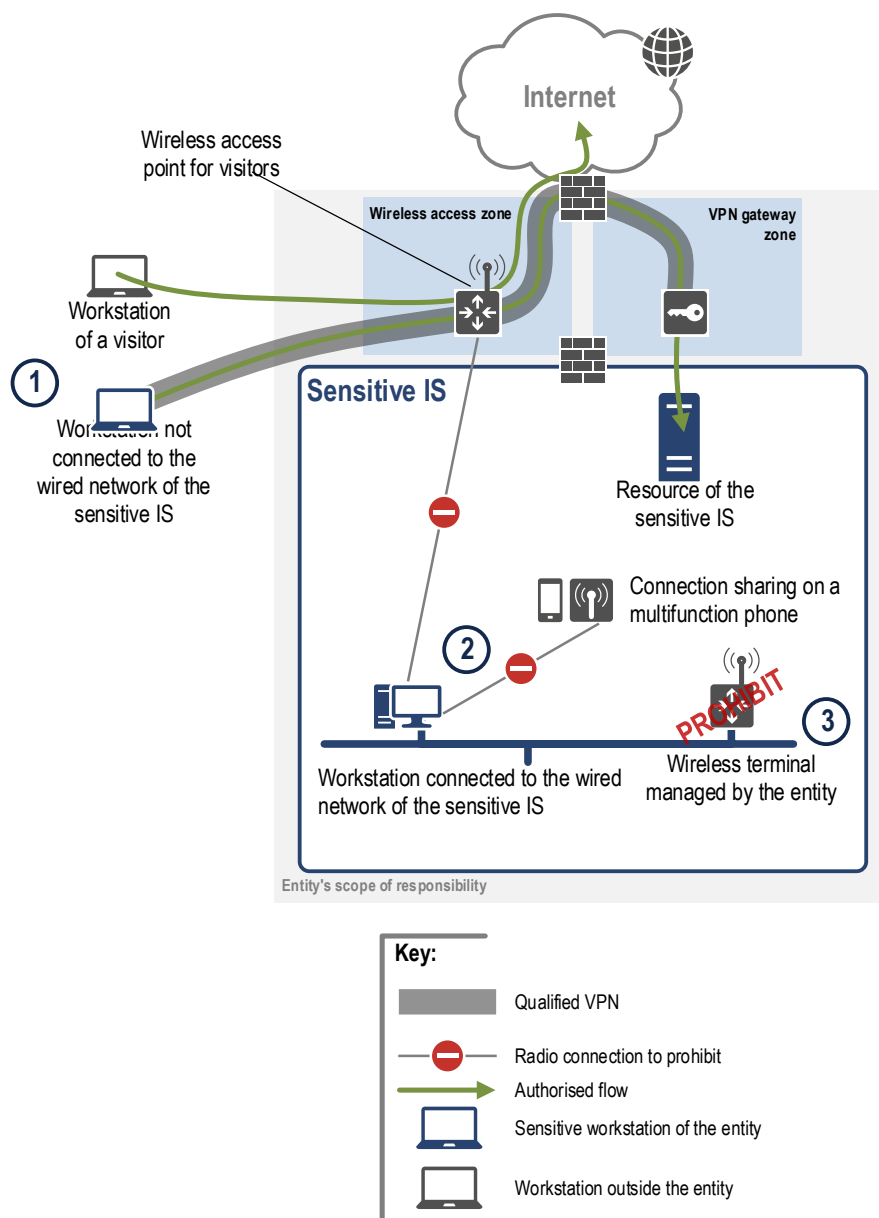 Internet
Wireless access
point for visitors
Wireless access zone
VPN gateway
zone
Workstation
of a visitor
1
Workstation not
connected to the
wired network of the
sensitive IS
Sensitive IS
Resource of the
sensitive IS
Connection sharing on a
multifunction phone
2
PROHIBIT
3
Workstation connected to the wired
network of the sensitive IS
Wireless terminal
managed by the entity
Entity's scope of responsibility
Key:
Qualified VPN
Radio connection to prohibit
Authorised flow
Sensitive workstation of the entity
Workstation outside the entity